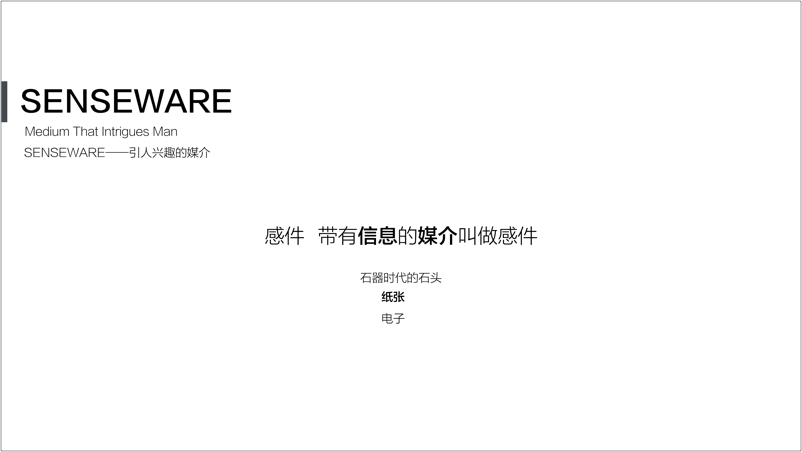 SENSEWARE
Medium That Intrigues Man
SENSEWARE——引人兴趣的媒介
感件 带有信息的媒介叫做感件
石器时代的石头
纸张
电子